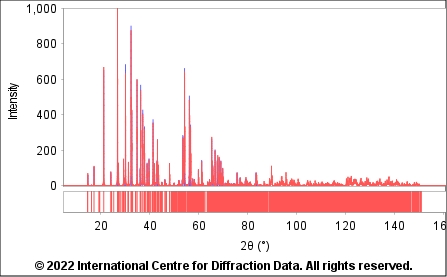 1,000
800
600
400
200
0
Intensity
20 40 60 80 100 120 140 16
2θ (°)
© 2022 International Centre for Diffraction Data. All rights reserved.